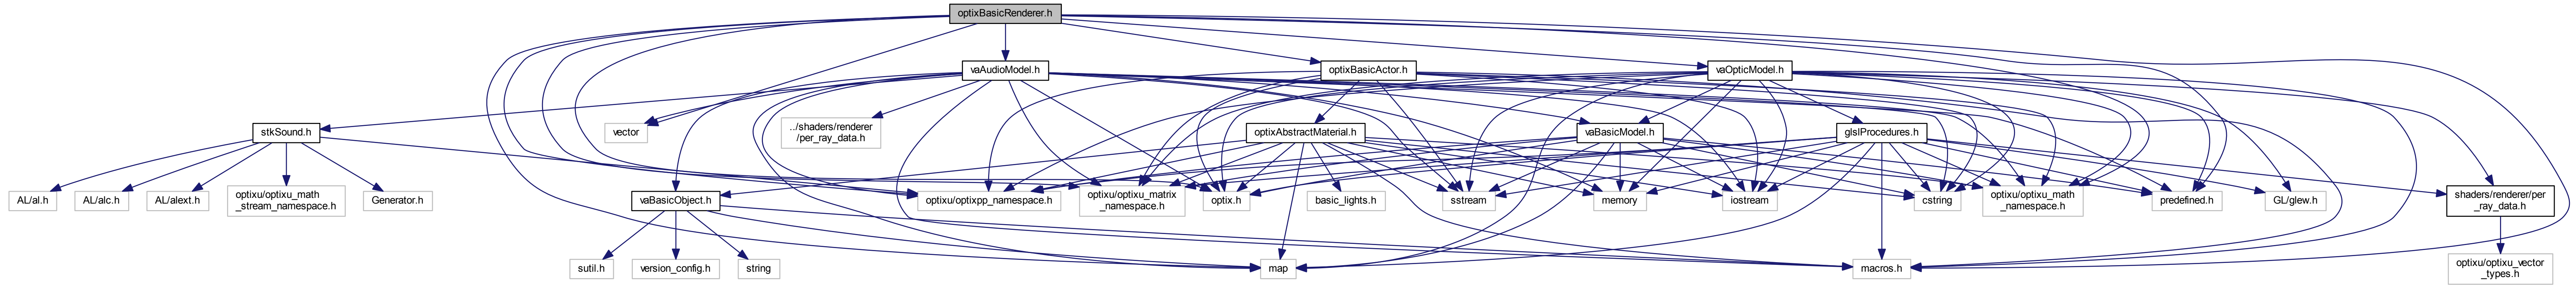 optixBasicRenderer.h
vaAudioModel.h
optixBasicActor.h
vaOpticModel.h
stkSound.h
vector
../shaders/renderer
/per_ray_data.h
optixAbstractMaterial.h
vaBasicModel.h
glslProcedures.h
AL/al.h
AL/alc.h
AL/alext.h
optixu/optixu_math
_stream_namespace.h
Generator.h
vaBasicObject.h
optixu/optixpp_namespace.h
optixu/optixu_matrix
_namespace.h
optix.h
basic_lights.h
sstream
memory
iostream
cstring
optixu/optixu_math
_namespace.h
predefined.h
GL/glew.h
shaders/renderer/per
_ray_data.h
sutil.h
version_config.h
string
map
macros.h
optixu/optixu_vector
_types.h